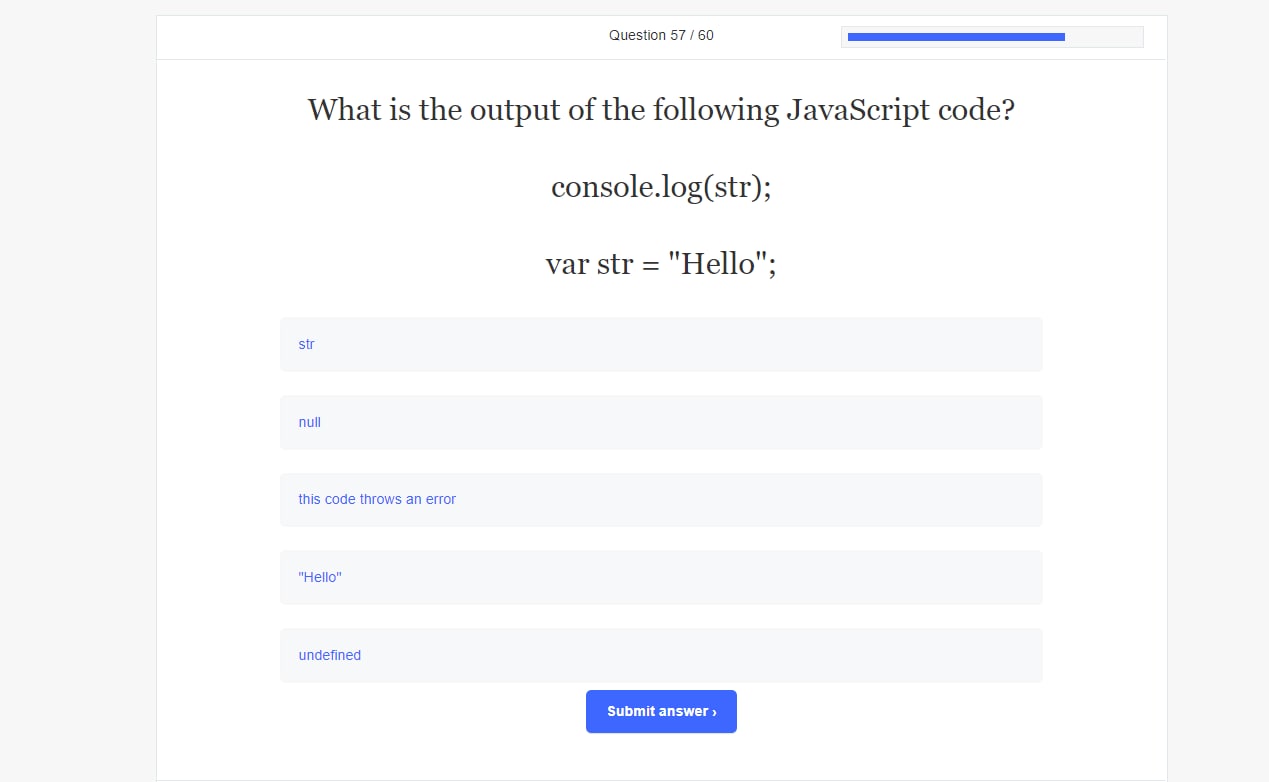 Question 57 / 60
What is the output of the following JavaScript code?
console.log(str);
var str = "Hello";
str
null
this code throws an error
"Hello"
undefined
Submit answer ›